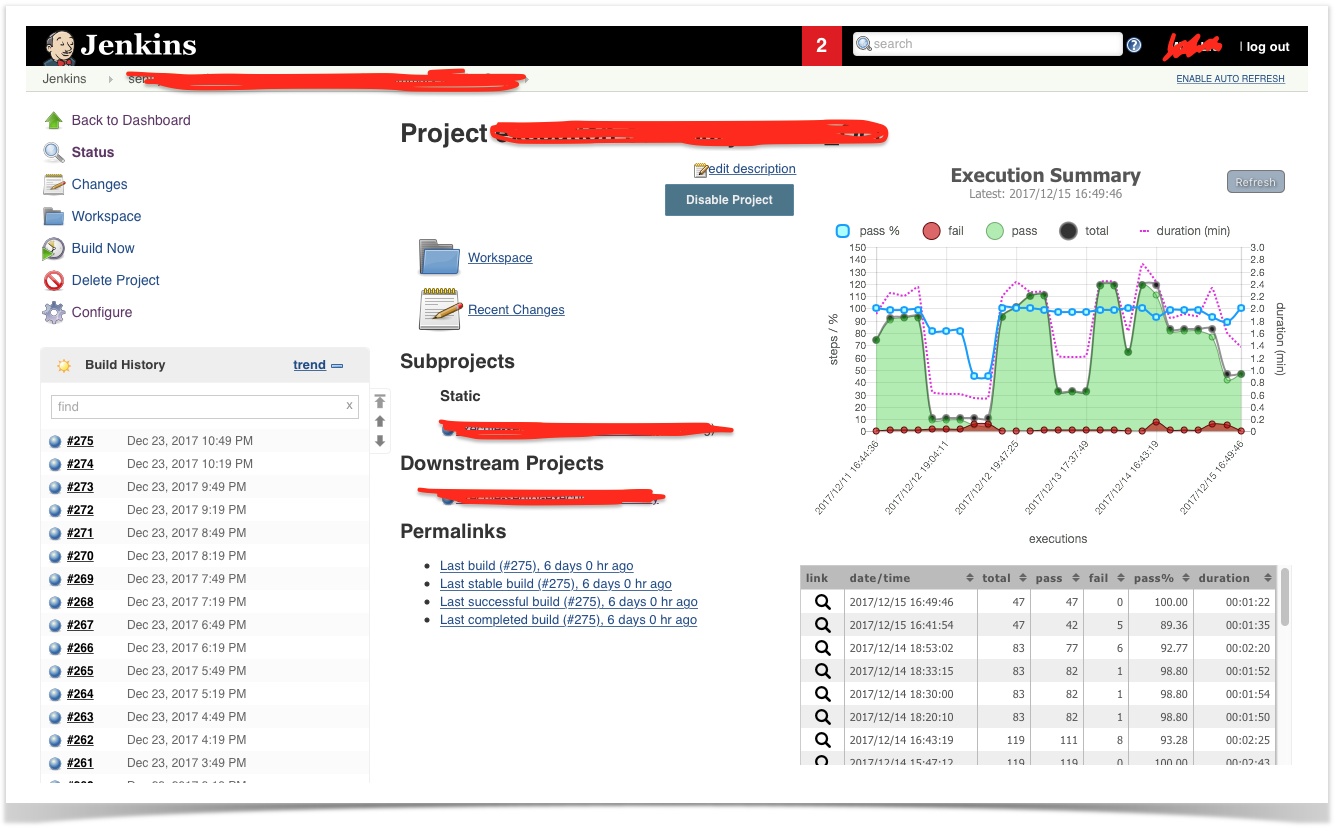 Jenkins
2
search
| log out
Jenkins
ENABLE AUTO REFRESH
Back to Dashboard
Status
Changes
Workspace
Build Now
Delete Project
Configure
Build History
trend
find
x
#275 Dec 23, 2017 10:49 PM
#274 Dec 23, 2017 10:19 PM
#273 Dec 23, 2017 9:49 PM
#272 Dec 23, 2017 9:19 PM
#271 Dec 23, 2017 8:49 PM
#270 Dec 23, 2017 8:19 PM
#269 Dec 23, 2017 7:49 PM
#268 Dec 23, 2017 7:19 PM
#267 Dec 23, 2017 6:49 PM
#266 Dec 23, 2017 6:19 PM
#265 Dec 23, 2017 5:49 PM
#264 Dec 23, 2017 5:19 PM
#263 Dec 23, 2017 4:49 PM
#262 Dec 23, 2017 4:19 PM
#261 Dec 23, 2017 3:49 PM
Project
edit description
Disable Project
Workspace
Recent Changes
Subprojects
Static
Downstream Projects
Permalinks
Last build (#275), 6 days 0 hr ago
Last stable build (#275), 6 days 0 hr ago
Last successful build (#275), 6 days 0 hr ago
Last completed build (#275), 6 days 0 hr ago
Execution Summary
Latest: 2017/12/15 16:49:46
Refresh
pass % fail pass total duration (min)
150
140
130
120
110
100
90
80
70
60
50
40
30
20
10
0
steps / %
3.0
2.8
2.6
2.4
2.2
2.0
1.8
1.6
1.4
1.2
1.0
0.8
0.6
0.4
0.2
0
duration (min)
2017/12/11 16:44:36
2017/12/12 19:04:11
2017/12/12 19:47:25
2017/12/13 17:37:49
2017/12/14 16:43:19
2017/12/15 16:49:46
executions
link date/time total pass fail pass% duration
2017/12/15 16:49:46 47 47 0 100.00 00:01:22
2017/12/15 16:41:54 47 42 5 89.36 00:01:35
2017/12/14 18:53:02 83 77 6 92.77 00:02:20
2017/12/14 18:33:15 83 82 1 98.80 00:01:52
2017/12/14 18:30:00 83 82 1 98.80 00:01:54
2017/12/14 18:20:10 83 82 1 98.80 00:01:50
2017/12/14 16:43:19 119 111 8 93.28 00:02:25
2017/12/14 15:47:12 119 119 0 100.00 00:02:43